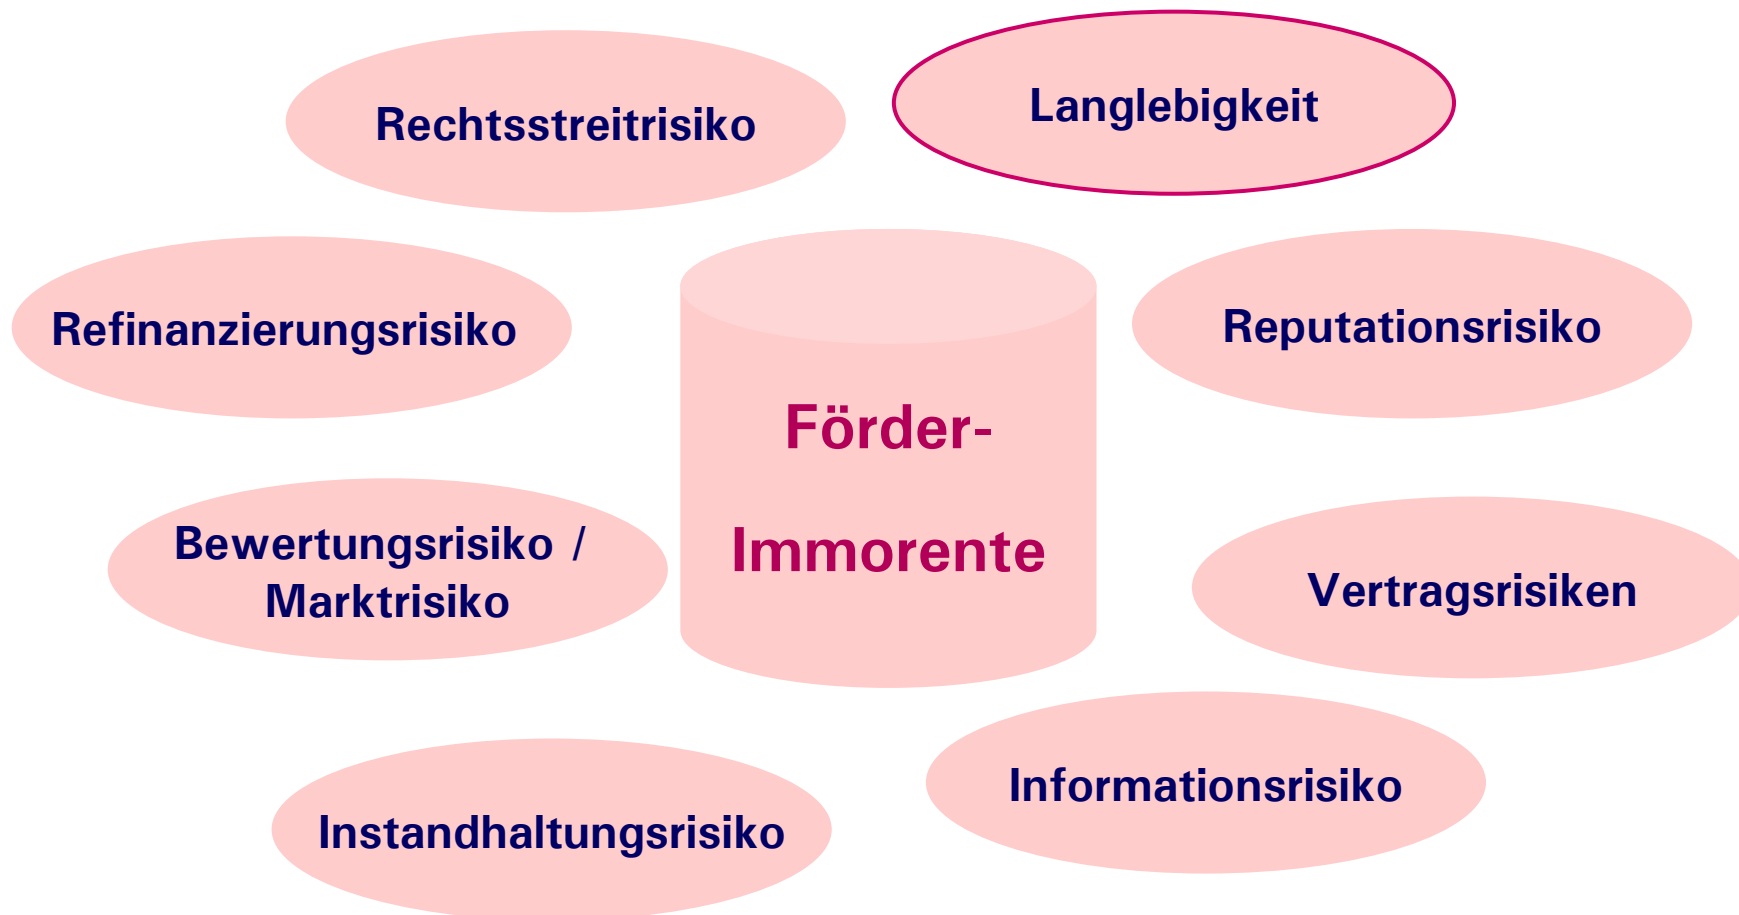 Rechtsstreitrisiko
Langlebigkeit
Refinanzierungsrisiko
Reputationsrisiko
Förder-
Immorente
Bewertungsrisiko /
Marktrisiko
Vertragsrisiken
Informationsrisiko
Instandhaltungsrisiko